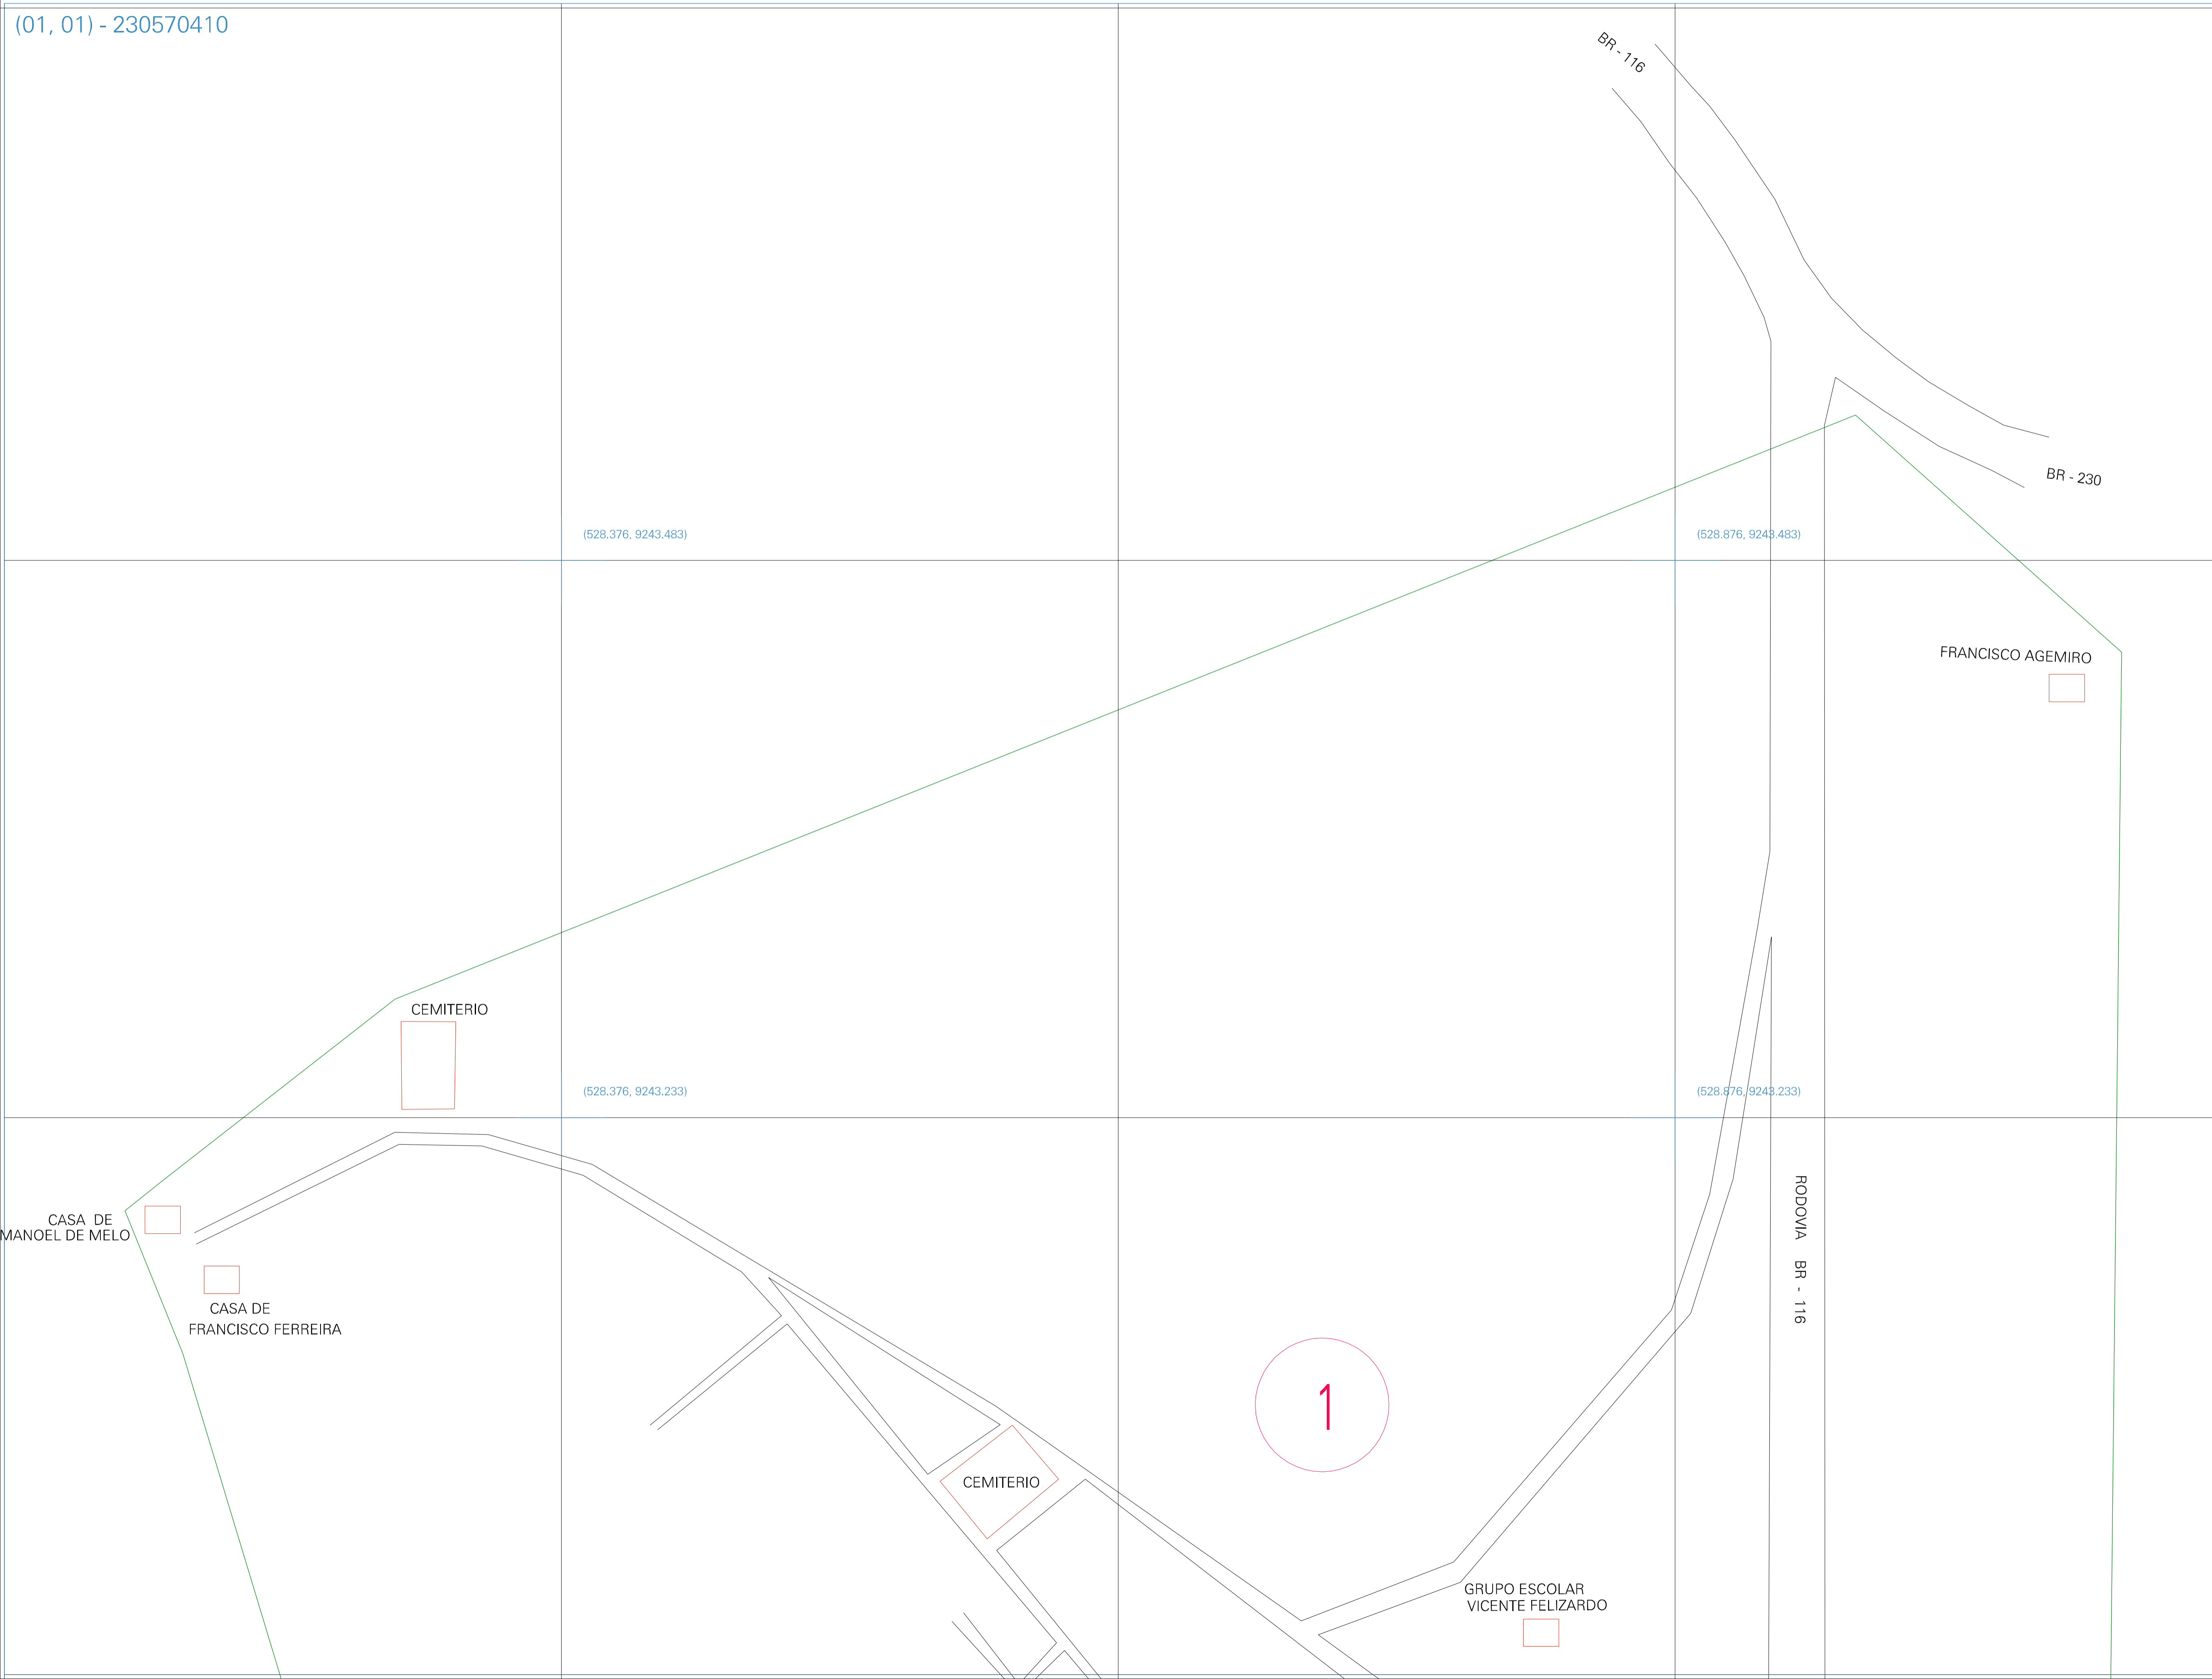 (01, 01) - 230570410
BR - 116
BR - 230
(528.376, 9243.483)
(528.876, 9243.483)
FRANCISCO AGEMIRO
CEMITERIO
(528.376, 9243.233)
(528.876, 9243.233)
CASA DE
MANOEL DE MELO
RODOVIA BR - 116
CASA DE
FRANCISCO FERREIRA
1
CEMITERIO
GRUPO ESCOLAR
VICENTE FELIZARDO